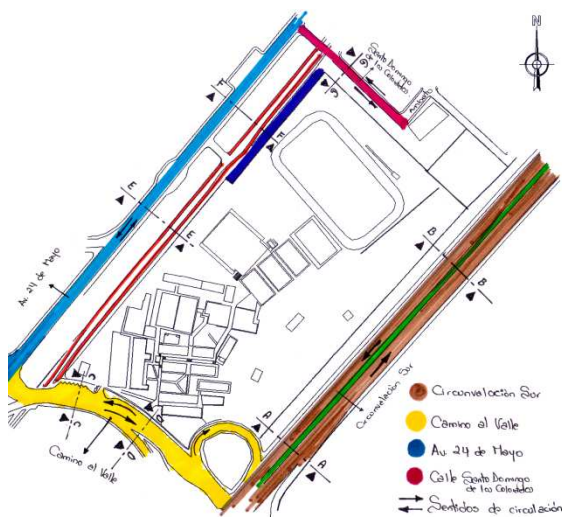 N
Santo Domingo
de los Colorados
Ambato
G
G
F
F
E
E
B
B
A
A
C
C
D
D
Av. 24 de Mayo
Camino al Valle
Circunvalación Sur
Circunvalación Sur
Camino al Valle
Av. 24 de Mayo
Calle Santo Domingo
de los Colorados
Sentidos de circulación